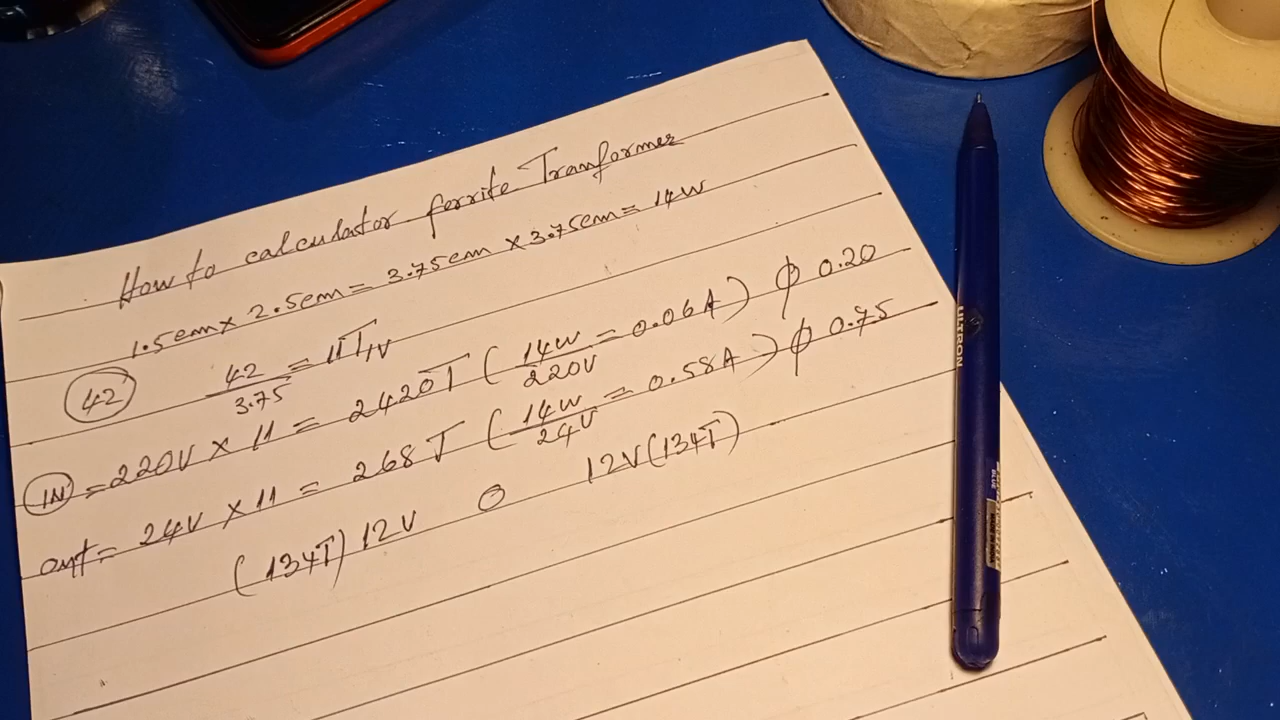 How to calculator ferrite Tranformer
1.5cm x 2.5cm = 3.75cm x 3.75cm = 14W
42 42/3.75 = 11T/V
IN = 220V x 11 = 2420T (14W/220V = 0.06A) ϕ 0.20
out = 24V x 11 = 268T (14W/24V = 0.58A) ϕ 0.75
(134T) 12V O 12V (134T)
ULTRON
BLUE